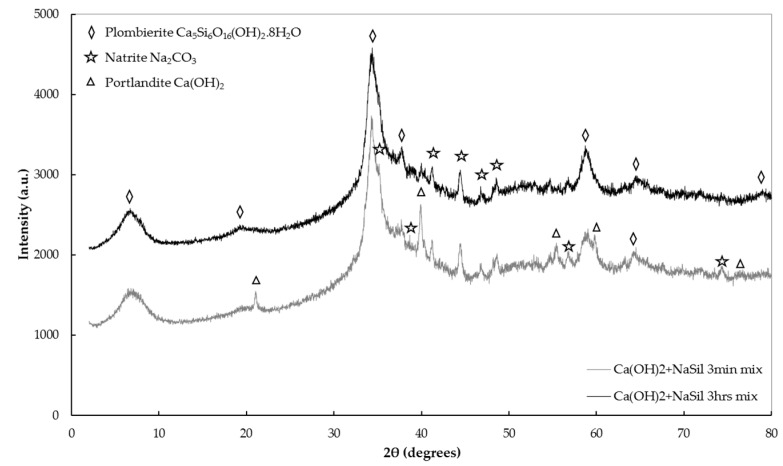 5000
4000
3000
2000
1000
0
Intensity (a.u.)
Plombierite Ca₅Si₆O₁₆(OH)₂.8H₂O
Natrite Na₂CO₃
Portlandite Ca(OH)₂
Ca(OH)2+NaSil 3min mix
Ca(OH)2+NaSil 3hrs mix
0 10 20 30 40 50 60 70 80
2θ (degrees)